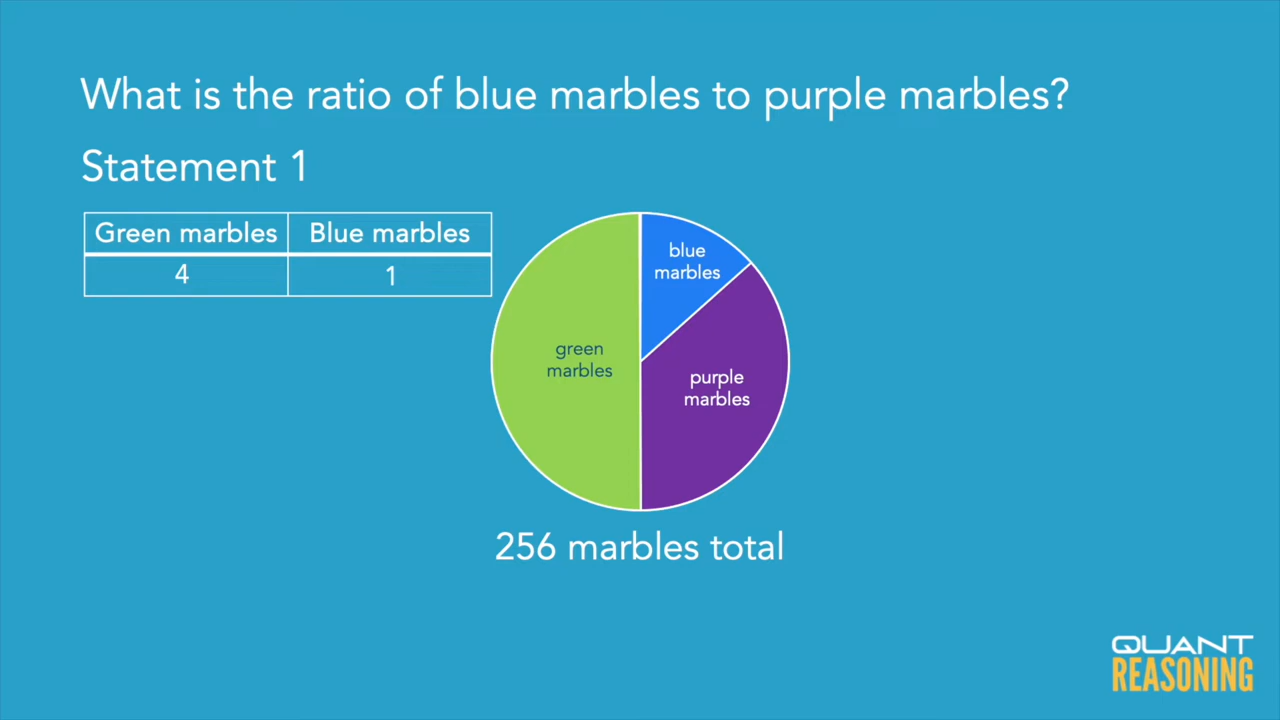 What is the ratio of blue marbles to purple marbles?
Statement 1
Green marbles Blue marbles
4 1
blue
marbles
green
marbles
purple
marbles
256 marbles total
QUANT
REASONING